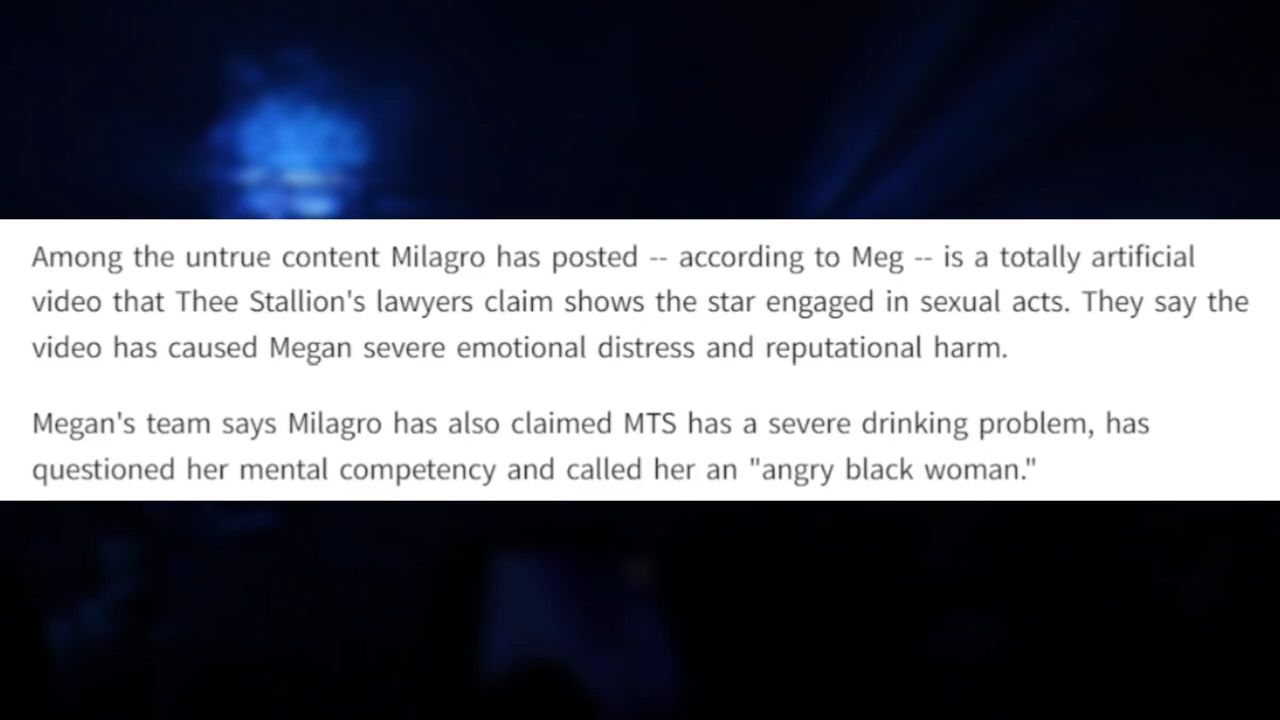 Among the untrue content Milagro has posted -- according to Meg -- is a totally artificial
video that Thee Stallion's lawyers claim shows the star engaged in sexual acts. They say the
video has caused Megan severe emotional distress and reputational harm.
Megan's team says Milagro has also claimed MTS has a severe drinking problem, has
questioned her mental competency and called her an "angry black woman."